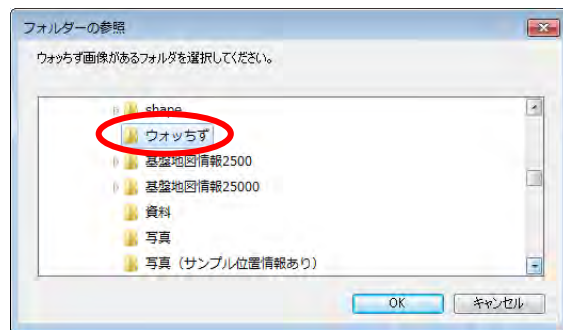 フォルダーの参照
ウォッちず画像があるフォルダを選択してください。
shape
ウォッちず
基盤地図情報2500
基盤地図情報25000
資料
写真
写真（サンプル位置情報あり）
OK キャンセル